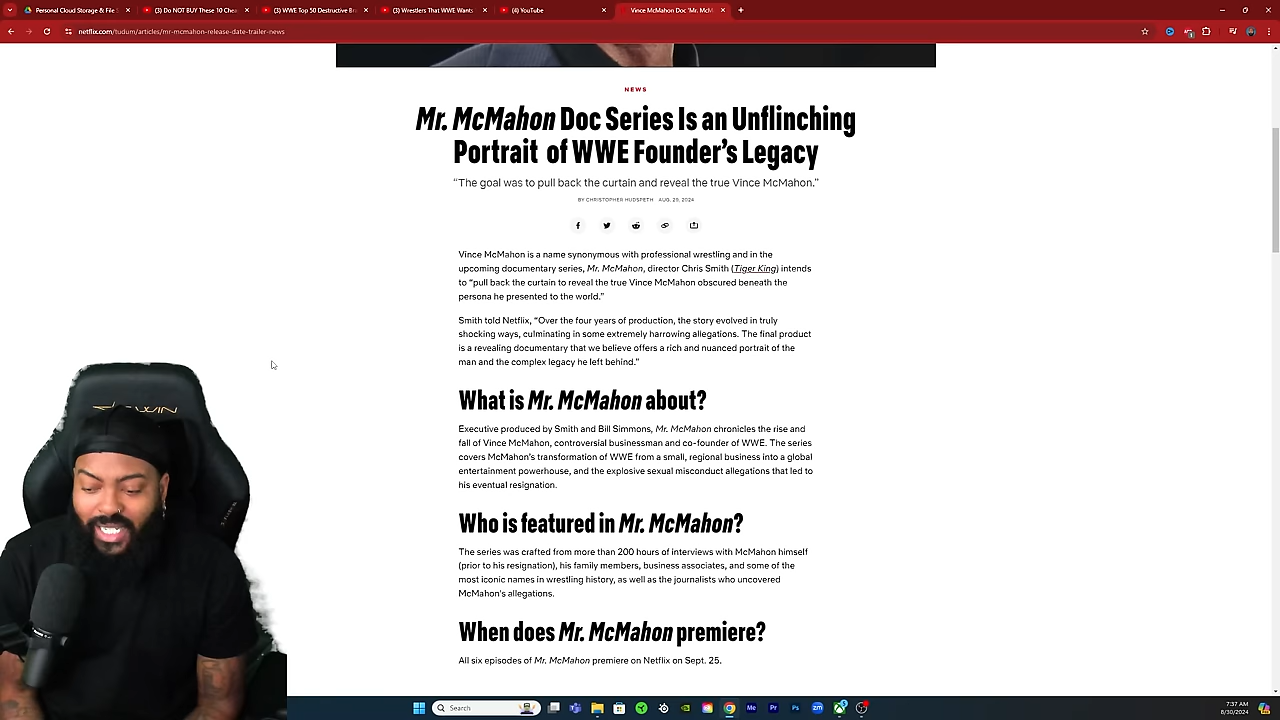 Personal Cloud Storage & File S
(3) Do NOT BUY These 10 Chea
(3) WWE Top 50 Destructive Br
(3) Wrestlers That WWE Wants
(4) YouTube
Vince McMahon Doc 'Mr. McM
netflix.com/tudum/articles/mr-mcmahon-release-date-trailer-news
NEWS
Mr. McMahon Doc Series Is an Unflinching
Portrait of WWE Founder's Legacy
“The goal was to pull back the curtain and reveal the true Vince McMahon.”
BY CHRISTOPHER HUDSPETH AUG. 29, 2024
Vince McMahon is a name synonymous with professional wrestling and in the
upcoming documentary series, Mr. McMahon, director Chris Smith (Tiger King) intends
to “pull back the curtain to reveal the true Vince McMahon obscured beneath the
persona he presented to the world.”
Smith told Netflix, “Over the four years of production, the story evolved in truly
shocking ways, culminating in some extremely harrowing allegations. The final product
is a revealing documentary that we believe offers a rich and nuanced portrait of the
man and the complex legacy he left behind.”
What is Mr. McMahon about?
Executive produced by Smith and Bill Simmons, Mr. McMahon chronicles the rise and
fall of Vince McMahon, controversial businessman and co-founder of WWE. The series
covers McMahon's transformation of WWE from a small, regional business into a global
entertainment powerhouse, and the explosive sexual misconduct allegations that led to
his eventual resignation.
Who is featured in Mr. McMahon?
The series was crafted from more than 200 hours of interviews with McMahon himself
(prior to his resignation), his family members, business associates, and some of the
most iconic names in wrestling history, as well as the journalists who uncovered
McMahon's allegations.
When does Mr. McMahon premiere?
All six episodes of Mr. McMahon premiere on Netflix on Sept. 25.
Search
Me
Pr
Ps
zm
7:37 AM
8/30/2024